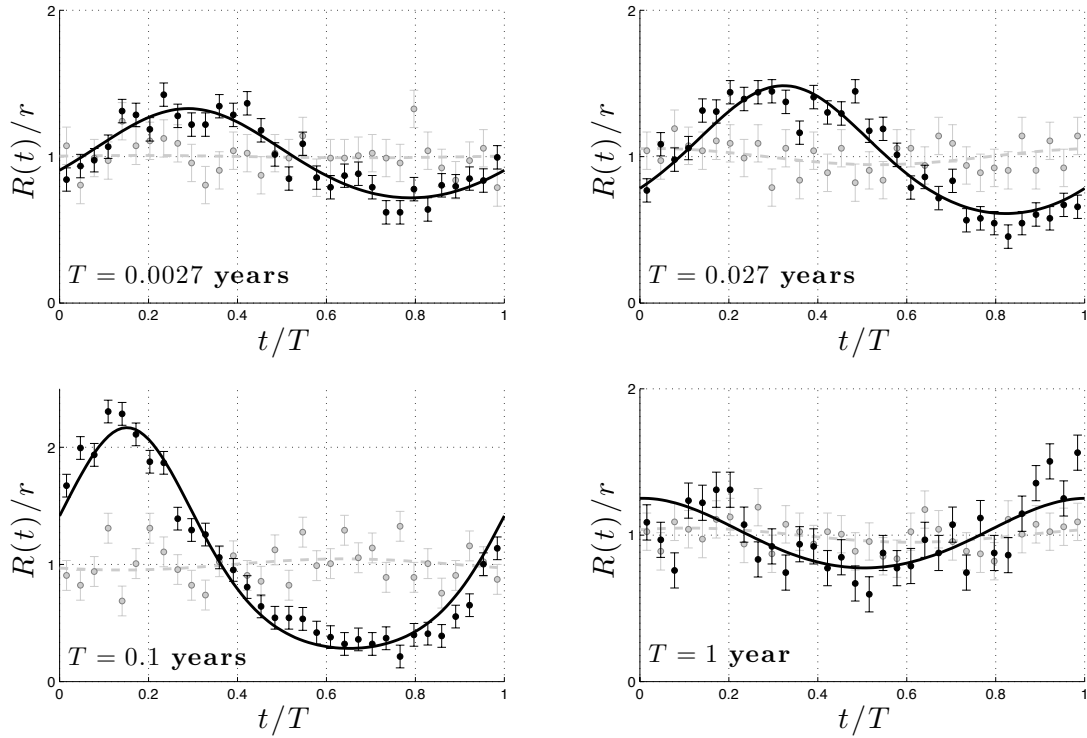 2
1
0
R(t)/r
T = 0.0027 years
0 0.2 0.4 0.6 0.8 1
t/T
2
1
0
R(t)/r
T = 0.027 years
0 0.2 0.4 0.6 0.8 1
t/T
2
1
0
R(t)/r
T = 0.1 years
0 0.2 0.4 0.6 0.8 1
t/T
2
1
0
R(t)/r
T = 1 year
0 0.2 0.4 0.6 0.8 1
t/T